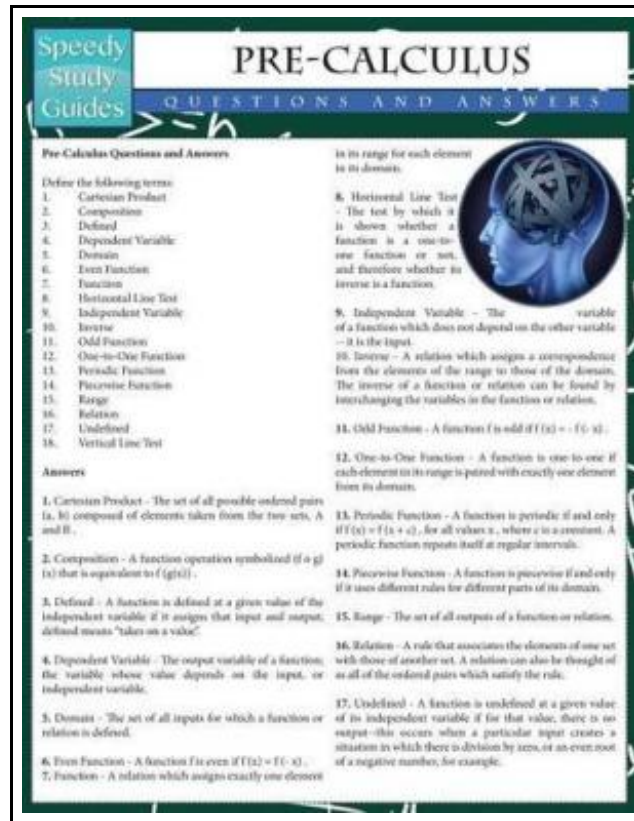 Speedy
Study
Guides
PRE-CALCULUS
QUESTIONS AND ANSWERS
Pre-Calculus Questions and Answers
Define the following terms:
1. Cartesian Product
2. Composition
3. Defined
4. Dependent Variable
5. Domain
6. Even Function
7. Function
8. Horizontal Line Test
9. Independent Variable
10. Inverse
11. Odd Function
12. One-to-One Function
13. Periodic Function
14. Piecewise Function
15. Range
16. Relation
17. Undefined
18. Vertical Line Test
Answers
1. Cartesian Product - The set of all possible ordered pairs
(a, b) composed of elements taken from the two sets, A
and B .
2. Composition - A function operation symbolized (f o g)
(x) that is equivalent to f (g(x)) .
3. Defined - A function is defined at a given value of the
independent variable if it assigns that input and output;
defined means "takes on a value".
4. Dependent Variable - The output variable of a function;
the variable whose value depends on the input, or
independent variable.
5. Domain - The set of all inputs for which a function or
relation is defined.
6. Even Function - A function f is even if f (x) = f (- x) .
7. Function - A relation which assigns exactly one element
in its range for each element
in its domain.
8. Horizontal Line Test
- The test by which it
is shown whether a
function is a one-to-
one function or not,
and therefore whether its
inverse is a function.
9. Independent Variable - The variable
of a function which does not depend on the other variable
-- it is the input.
10. Inverse - A relation which assigns a correspondence
from the elements of the range to those of the domain.
The inverse of a function or relation can be found by
interchanging the variables in the function or relation.
11. Odd Function - A function f is odd if f (x) = - f (- x) .
12. One-to-One Function - A function is one-to-one if
each element in its range is paired with exactly one element
from its domain.
13. Periodic Function - A function is periodic if and only
if f (x) = f (x + c) , for all values x , where c is a constant. A
periodic function repeats itself at regular intervals.
14. Piecewise Function - A function is piecewise if and only
if it uses different rules for different parts of its domain.
15. Range - The set of all outputs of a function or relation.
16. Relation - A rule that associates the elements of one set
with those of another set. A relation can also be thought of
as all of the ordered pairs which satisfy the rule.
17. Undefined - A function is undefined at a given value
of its independent variable if for that value, there is no
output--this occurs when a particular input creates a
situation in which there is division by zero, or an even root
of a negative number, for example.